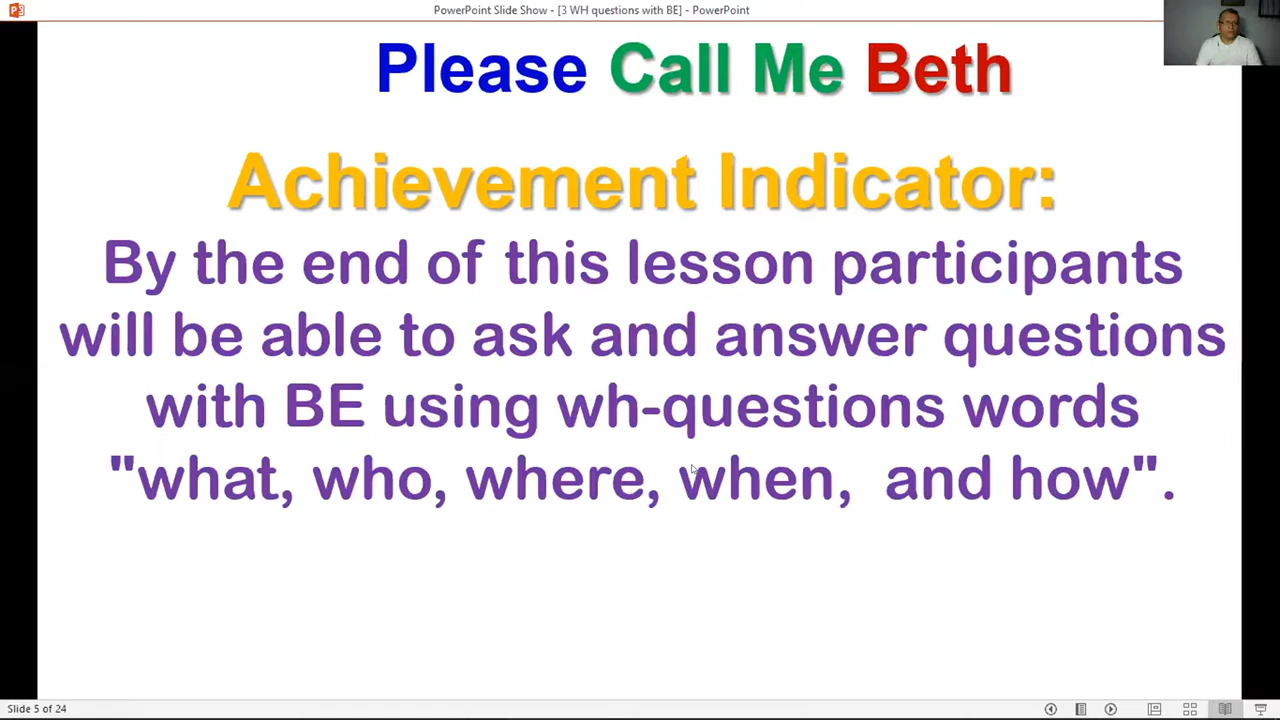 PowerPoint Slide Show - [3 WH questions with BE] - PowerPoint
Please Call Me Beth
Achievement Indicator:
By the end of this lesson participants
will be able to ask and answer questions
with BE using wh-questions words
"what, who, where, when, and how".
Slide 5 of 24